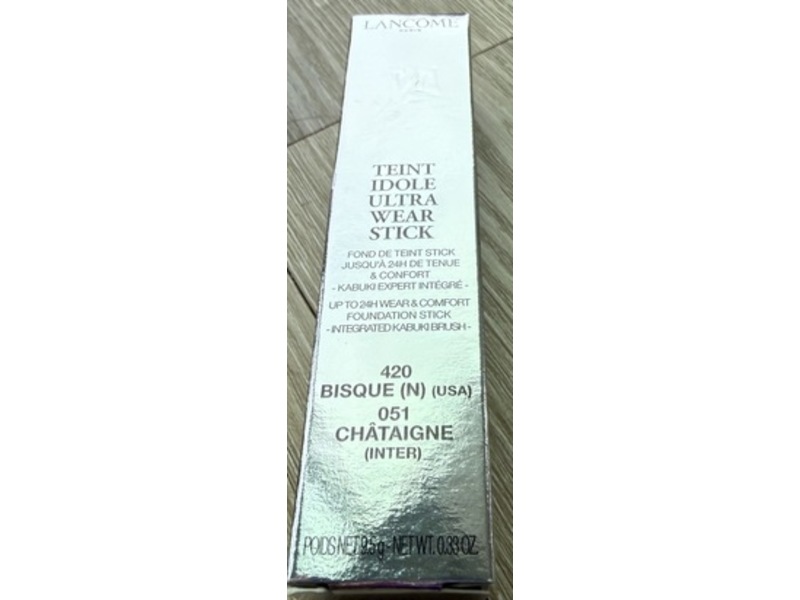 LANCÔME
PARIS
TEINT
IDOLE
ULTRA
WEAR
STICK
FOND DE TEINT STICK
JUSQU'À 24H DE TENUE
& CONFORT
- KABUKI EXPERT INTÉGRÉ -
UP TO 24H WEAR & COMFORT
FOUNDATION STICK
- INTEGRATED KABUKI BRUSH -
420
BISQUE (N) (USA)
051
CHÂTAIGNE
(INTER)
POIDS NET 9.5 g - NET WT. 0.33 OZ.